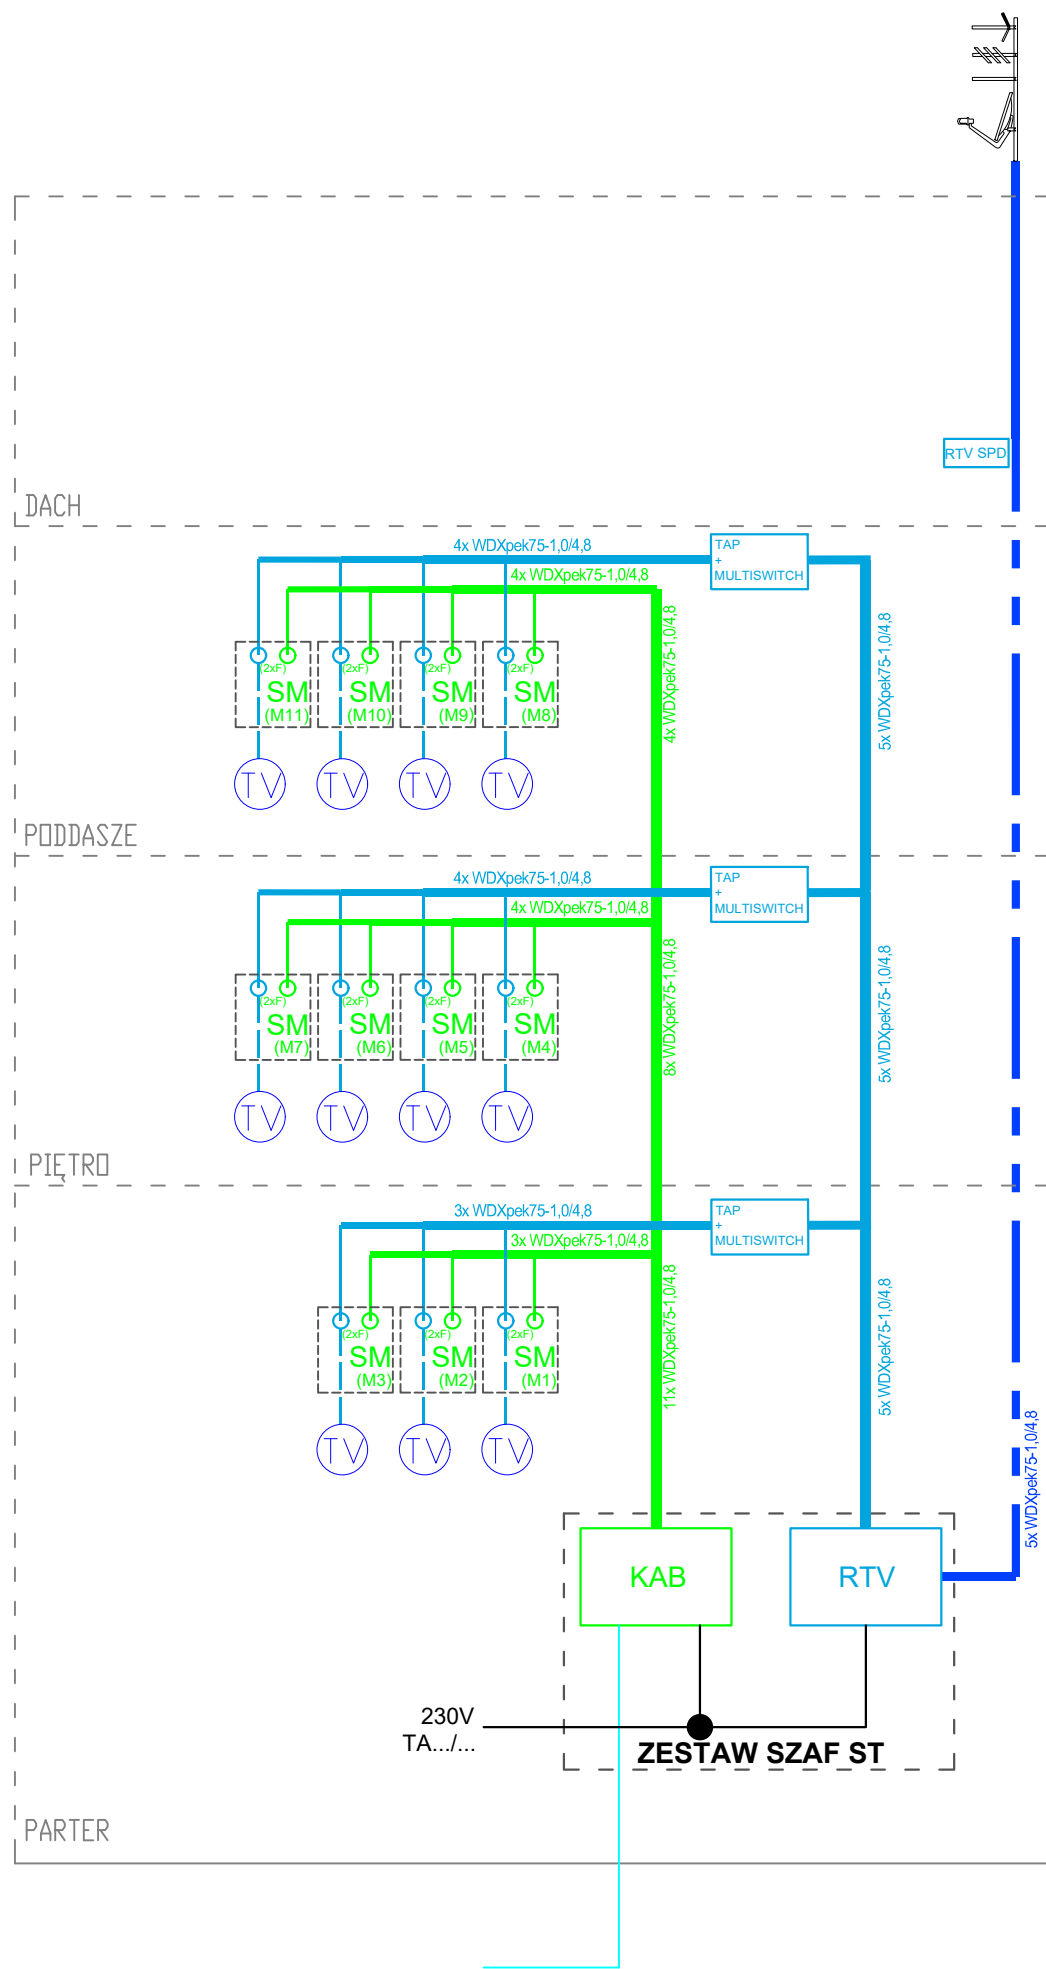 RTV SPD
DACH
4x WDXpek75-1,0/4,8
TAP
+
MULTISWITCH
4x WDXpek75-1,0/4,8
4x WDXpek75-1,0/4,8
5x WDXpek75-1,0/4,8
(2xF)
(2xF)
(2xF)
(2xF)
SM
SM
SM
SM
(M11)
(M10)
(M9)
(M8)
TV
TV
TV
TV
PODDASZE
4x WDXpek75-1,0/4,8
TAP
+
MULTISWITCH
4x WDXpek75-1,0/4,8
8x WDXpek75-1,0/4,8
5x WDXpek75-1,0/4,8
(2xF)
(2xF)
(2xF)
(2xF)
SM
SM
SM
SM
(M7)
(M6)
(M5)
(M4)
TV
TV
TV
TV
PIĘTRO
3x WDXpek75-1,0/4,8
TAP
+
MULTISWITCH
3x WDXpek75-1,0/4,8
11x WDXpek75-1,0/4,8
5x WDXpek75-1,0/4,8
(2xF)
(2xF)
(2xF)
SM
SM
SM
(M3)
(M2)
(M1)
TV
TV
TV
5x WDXpek75-1,0/4,8
KAB
RTV
230V
TA.../...
ZESTAW SZAF ST
PARTER